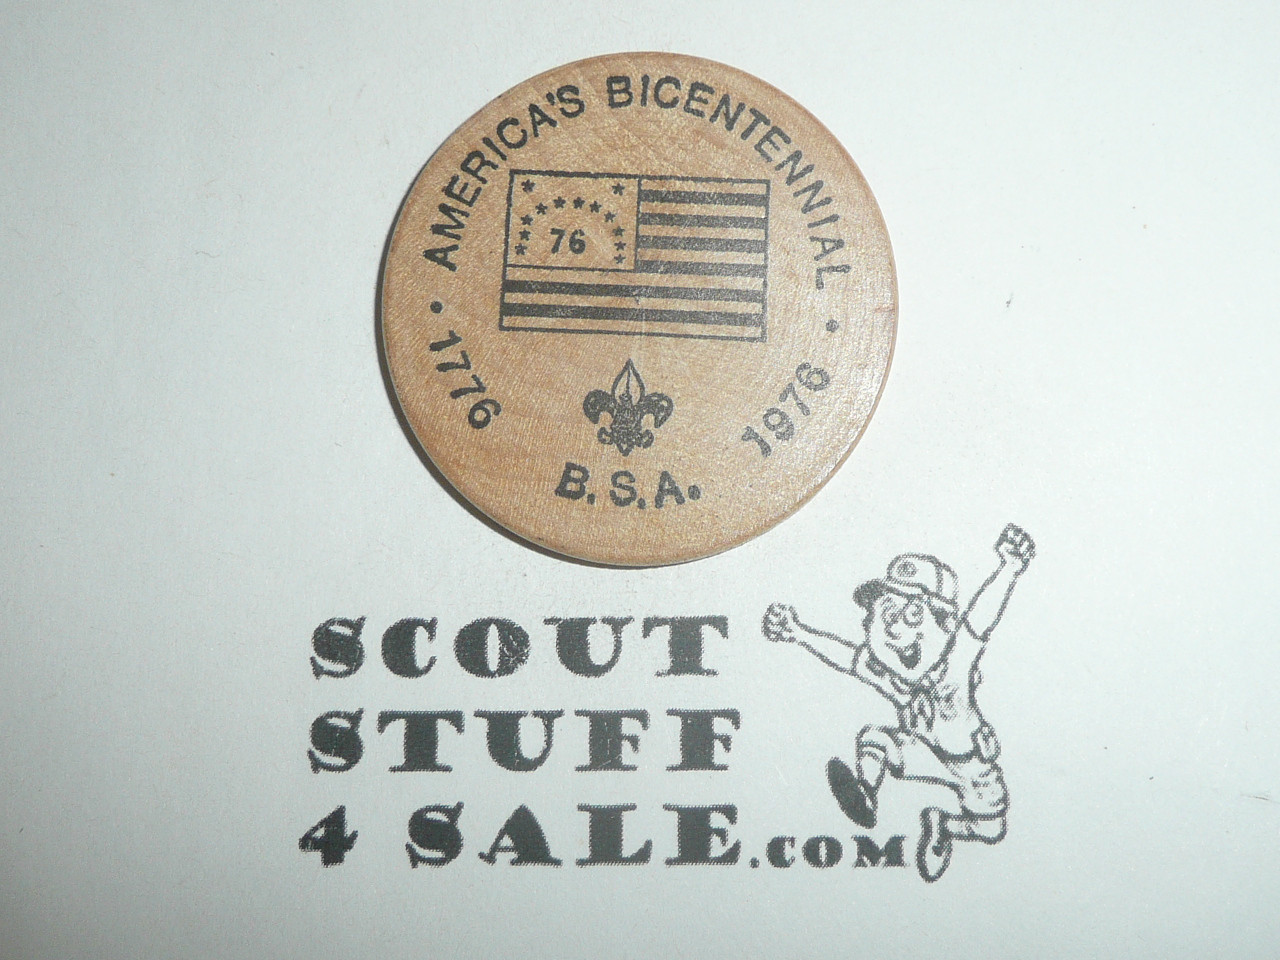 AMERICA'S BICENTENNIAL
76
• 1776
1976 •
B.S.A.
SCOUT
STUFF
4 SALE.COM